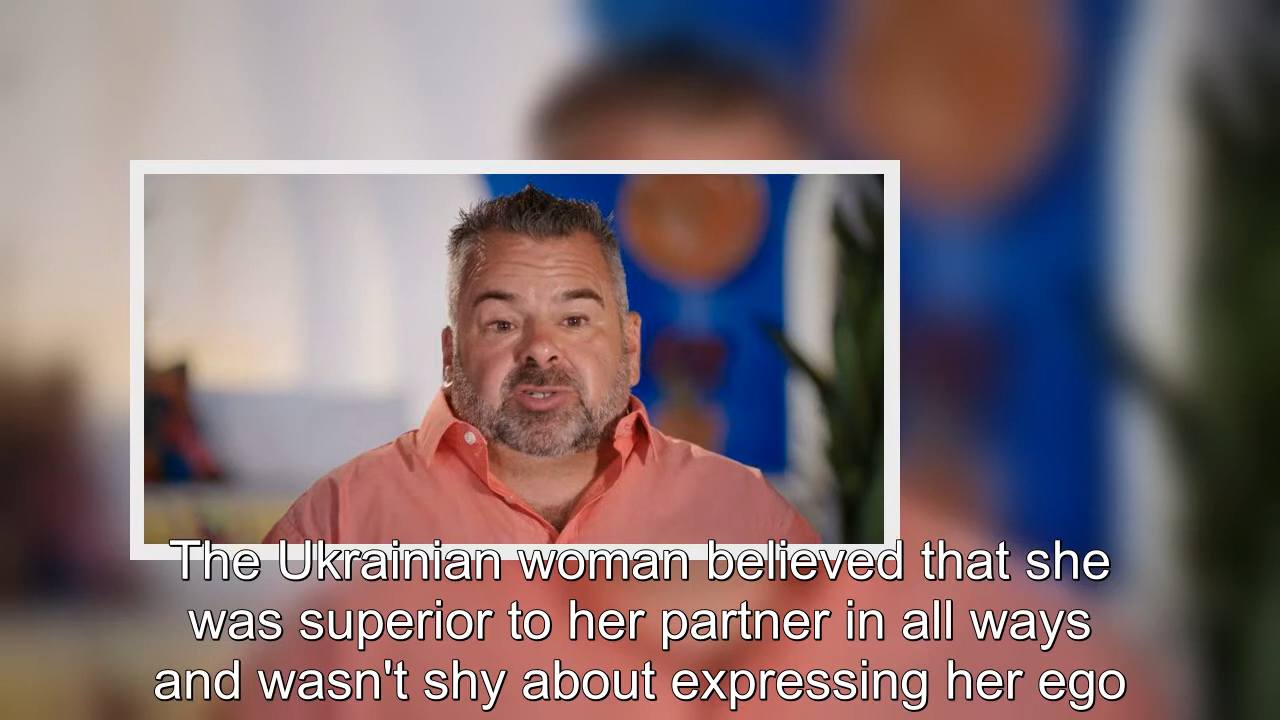 The Ukrainian woman believed that she
was superior to her partner in all ways
and wasn't shy about expressing her ego